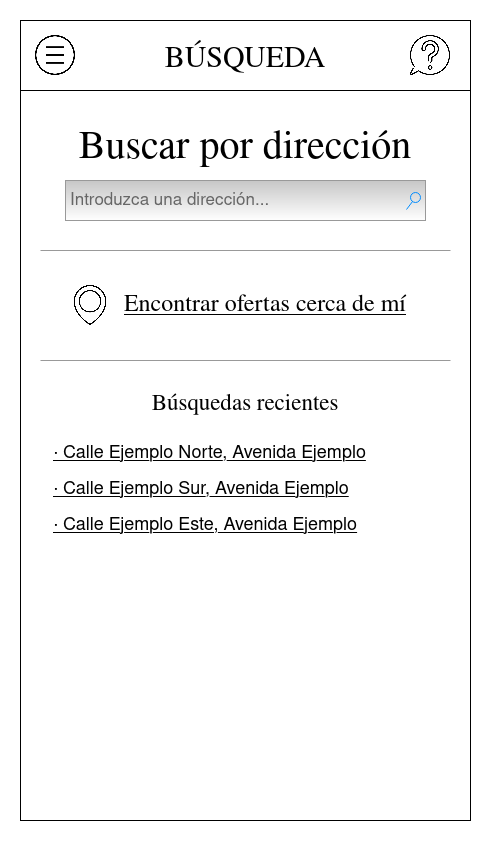 BÚSQUEDA
Buscar por dirección
Introduzca una dirección...
Encontrar ofertas cerca de mí
Búsquedas recientes
· Calle Ejemplo Norte, Avenida Ejemplo
· Calle Ejemplo Sur, Avenida Ejemplo
· Calle Ejemplo Este, Avenida Ejemplo